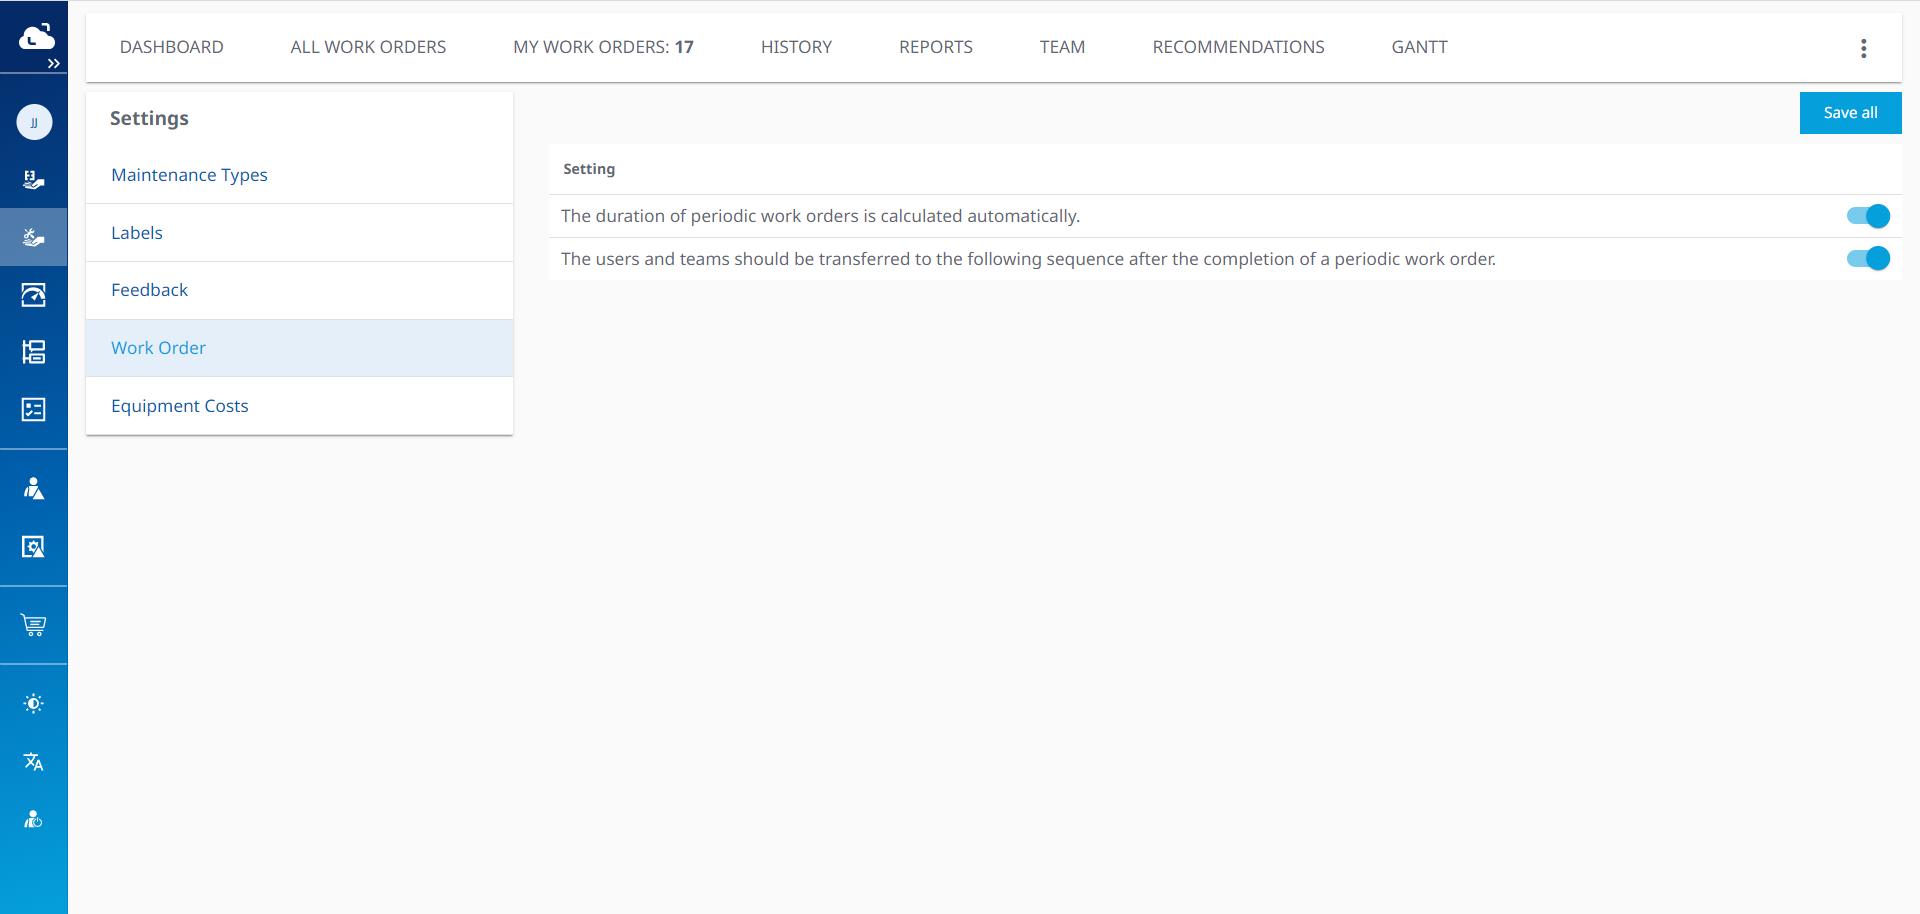 DASHBOARD ALL WORK ORDERS MY WORK ORDERS: 17 HISTORY REPORTS TEAM RECOMMENDATIONS GANTT
JJ
Settings
Maintenance Types
Labels
Feedback
Work Order
Equipment Costs
Save all
Setting
The duration of periodic work orders is calculated automatically.
The users and teams should be transferred to the following sequence after the completion of a periodic work order.